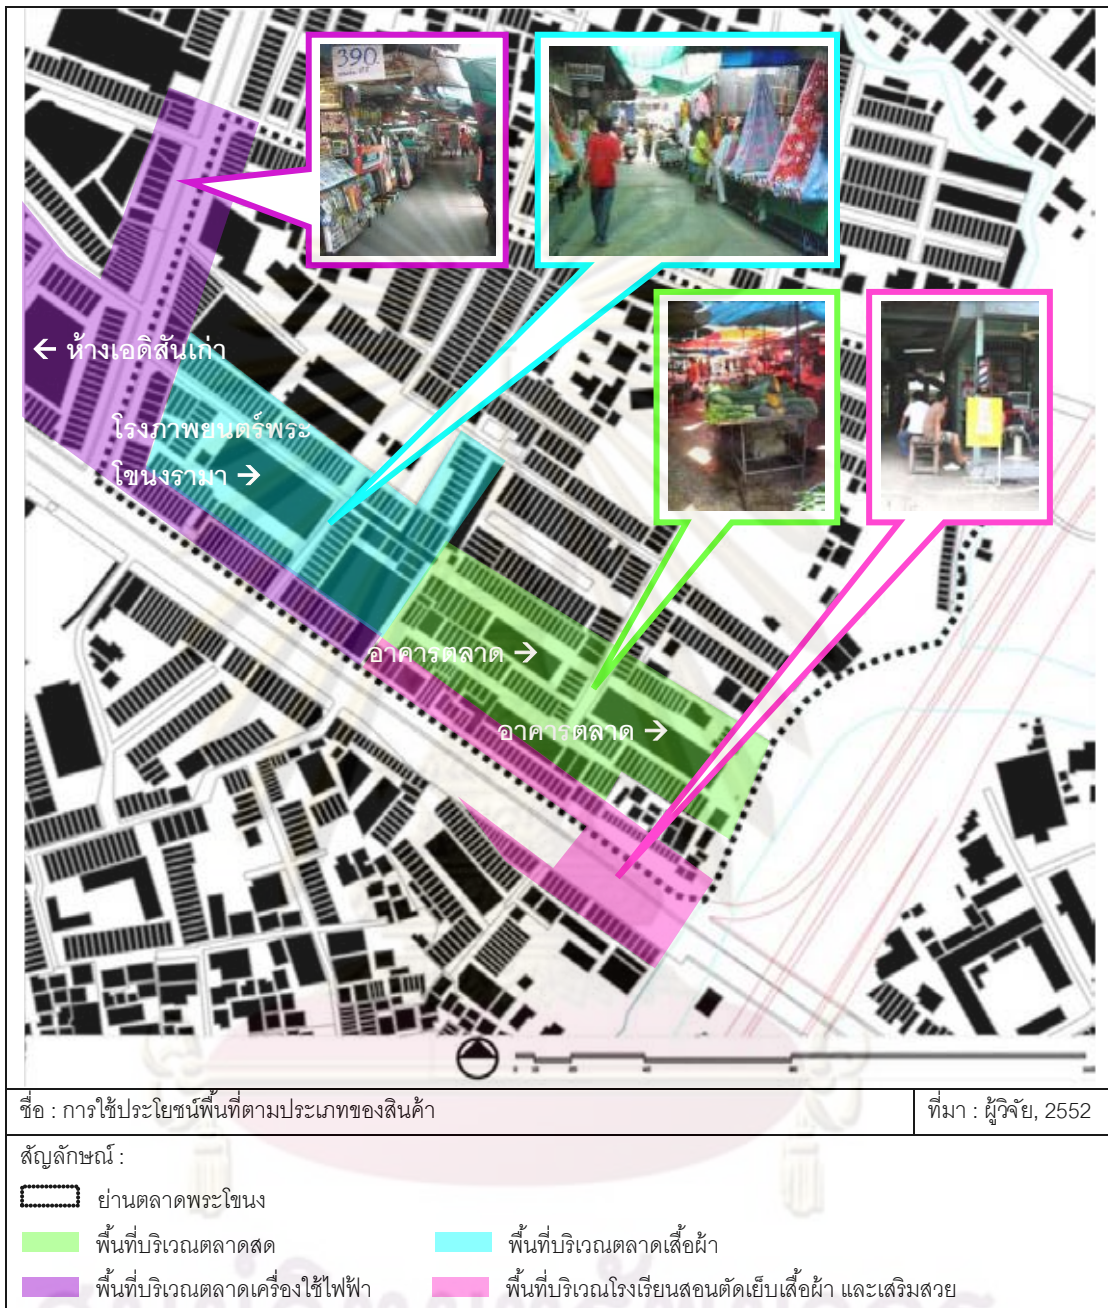 390.
← ห้างเอดิสันเก่า
โรงภาพยนตร์พระ
โขนงรามา →
อาคารตลาด →
อาคารตลาด →
ชื่อ : การใช้ประโยชน์พื้นที่ตามประเภทของสินค้า
ที่มา : ผู้วิจัย, 2552
สัญลักษณ์ :
ย่านตลาดพระโขนง
พื้นที่บริเวณตลาดสด
พื้นที่บริเวณตลาดเสื้อผ้า
พื้นที่บริเวณตลาดเครื่องใช้ไฟฟ้า
พื้นที่บริเวณโรงเรียนสอนตัดเย็บเสื้อผ้า และเสริมสวย